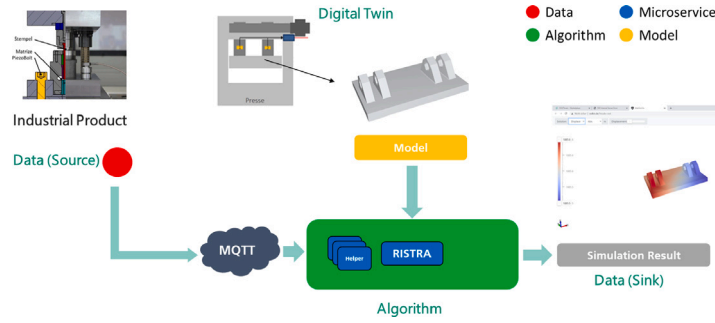 Digital Twin
Data
Microservice
Algorithm
Model
Stempel
Matrize
Piezobolt
Presse
Industrial Product
Data (Source)
Model
MQTT
Helper
RISTRA
Simulation Result
Data (Sink)
Algorithm